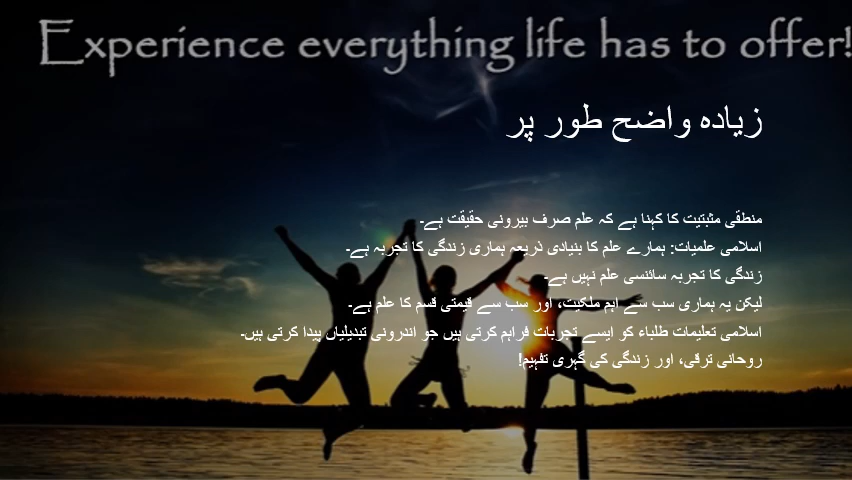 Experience everything life has to offer!
زیادہ واضح طور پر
منطقی مثبتیت کا کہنا ہے کہ علم صرف بیرونی حقیقت ہے۔
اسلامی علمیات: ہمارے علم کا بنیادی ذریعہ ہماری زندگی کا تجربہ ہے۔
زندگی کا تجربہ سائنسی علم نہیں ہے۔
لیکن یہ ہماری سب سے اہم ملکیت، اور سب سے قیمتی قسم کا علم ہے۔
اسلامی تعلیمات طلباء کو ایسے تجربات فراہم کرتی ہیں جو اندرونی تبدیلیاں پیدا کرتی ہیں۔
روحانی ترقی، اور زندگی کی گہری تفہیم!